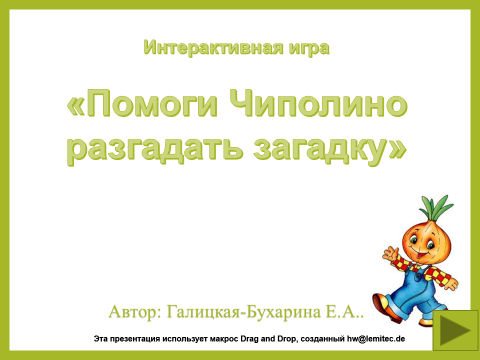 Интерактивная игра
«Помоги Чиполино
разгадать загадку»
Автор: Галицкая-Бухарина Е.А..
Эта презентация использует макрос Drag and Drop, созданный hw@lemitec.de